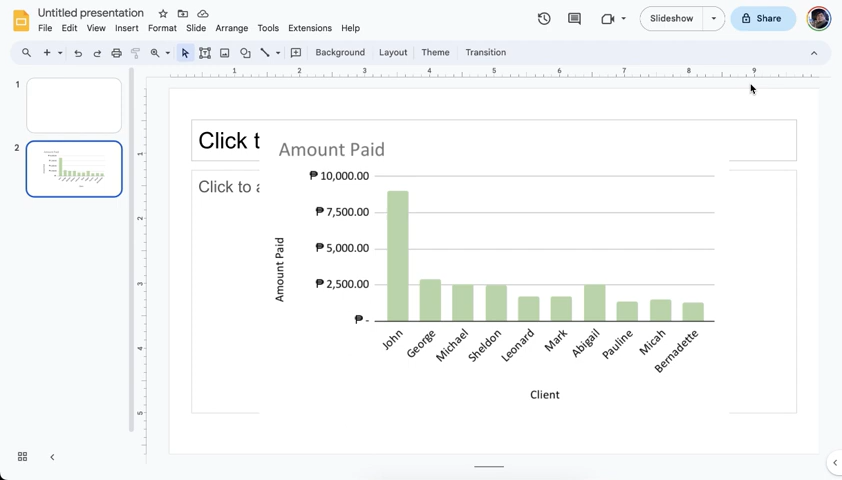 Untitled presentation
File Edit View Insert Format Slide Arrange Tools Extensions Help
Slideshow
Share
Background Layout Theme Transition
1 2 3 4 5 6 7 8 9
1
2
1 2 3 4 5
Click t
Click to a
Amount Paid
Amount Paid
₱ 10,000.00
₱ 7,500.00
₱ 5,000.00
₱ 2,500.00
₱ -
John George Michael Sheldon Leonard Mark Abigail Pauline Micah Bernadette
Client